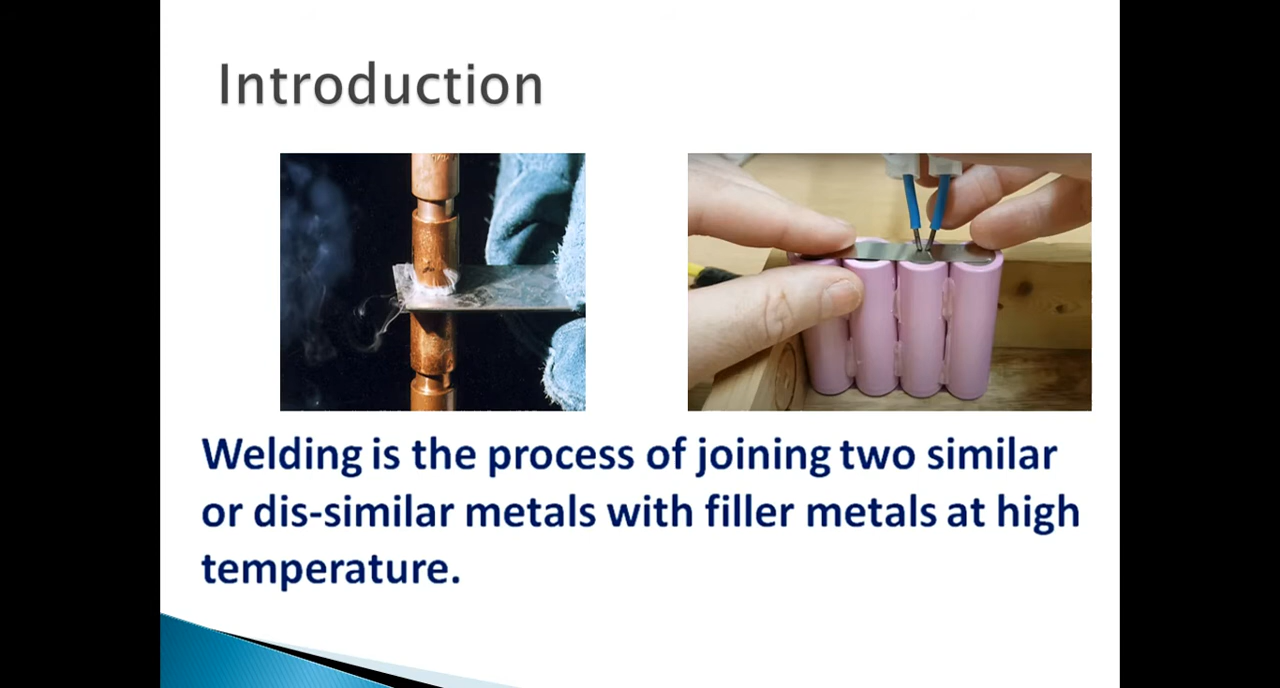 Introduction
Welding is the process of joining two similar
or dis-similar metals with filler metals at high
temperature.